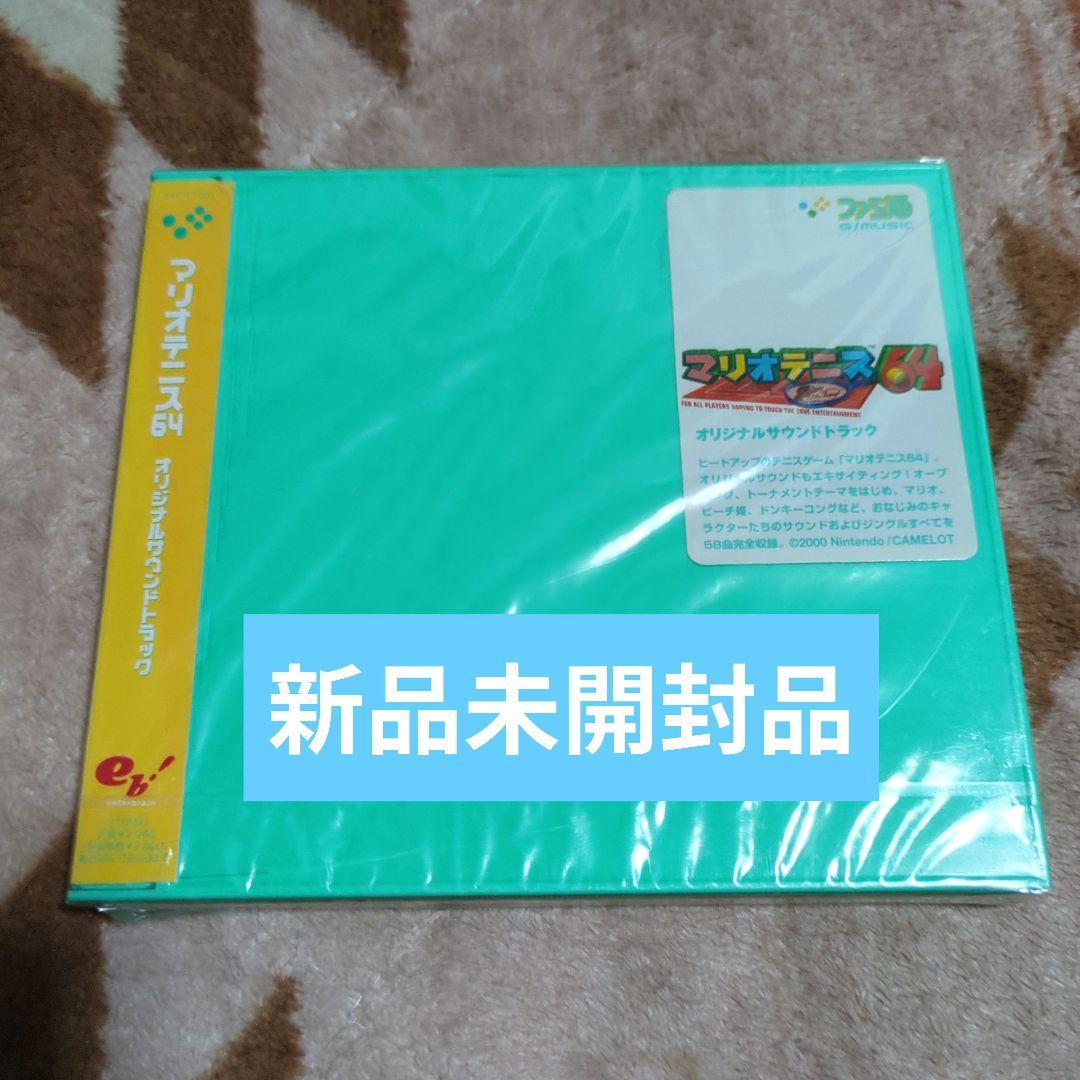 マリオテニス64 オリジナルサウンドトラック
eb!
enterbrain
ファミ通
G/MUSIC
マリオテニス64
FOR ALL PLAYERS HOPING TO TOUCH THE TRUE ENTERTAINMENT
オリジナルサウンドトラック
ヒートアップのテニスゲーム「マリオテニス64」。
オリジナルサウンドもエキサイティング！オープ
ニング、トーナメントテーマをはじめ、マリオ、
ピーチ姫、ドンキーコングなど、おなじみのキャ
ラクターたちのサウンドおよびジングルすべてを
58曲完全収録。©2000 Nintendo/CAMELOT
新品未開封品